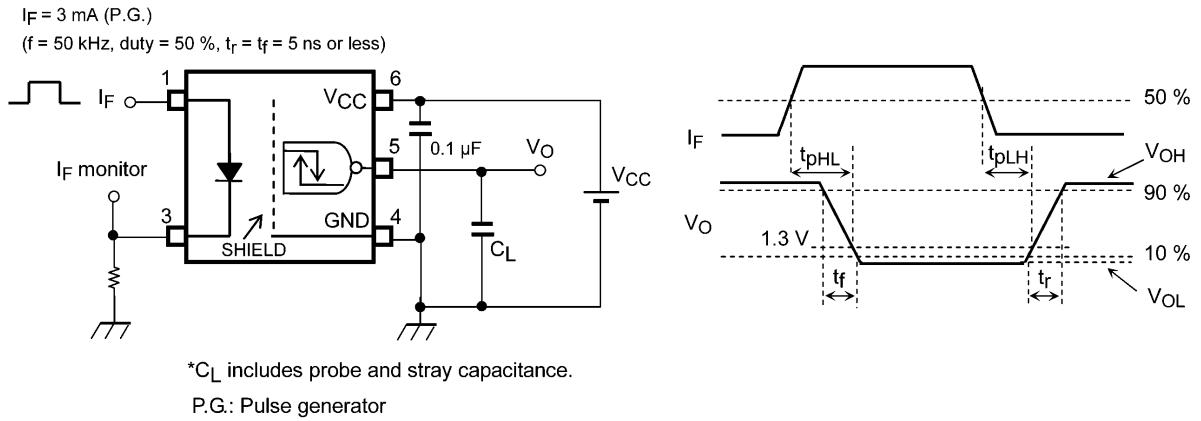 IF = 3 mA (P.G.)
(f = 50 kHz, duty = 50 %, tr = tf = 5 ns or less)
1
6
IF
VCC
0.1 µF
5
VO
IF monitor
VCC
3
GND
4
SHIELD
CL
*CL includes probe and stray capacitance.
P.G.: Pulse generator
50 %
IF
tpHL
tpLH
VOH
90 %
VO
1.3 V
10 %
tf
tr
VOL